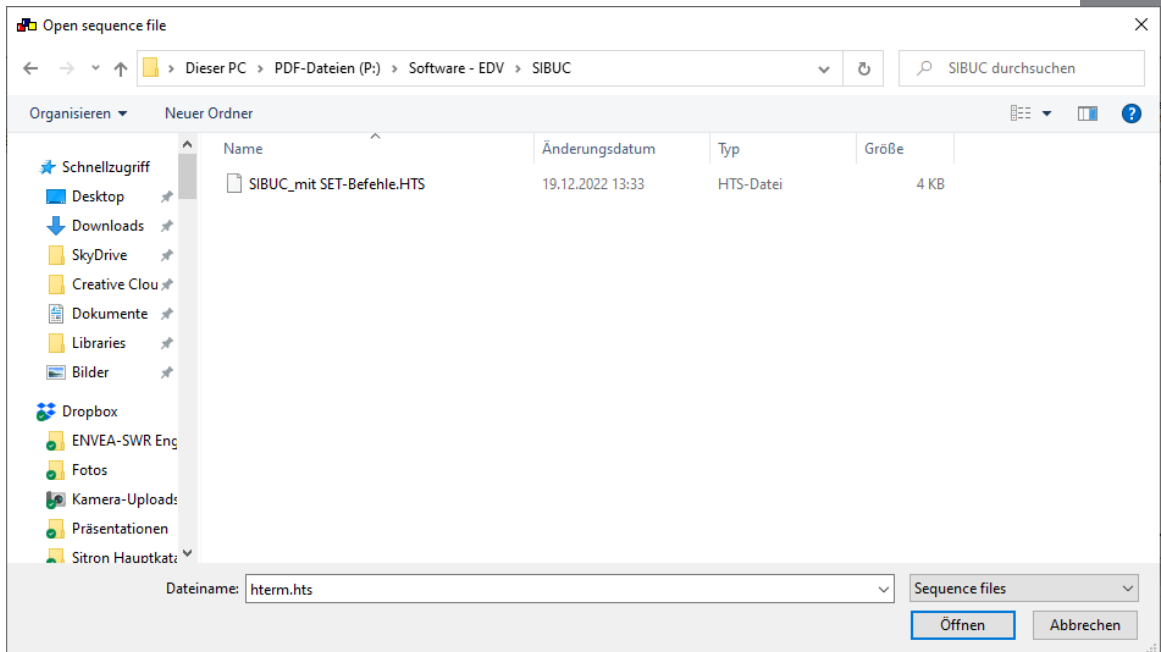 Open sequence file
Dieser PC > PDF-Dateien (P:) > Software - EDV > SIBUC
SIBUC durchsuchen
Organisieren Neuer Ordner
Name Änderungsdatum Typ Größe
SIBUC_mit SET-Befehle.HTS 19.12.2022 13:33 HTS-Datei 4 KB
Schnellzugriff
Desktop
Downloads
SkyDrive
Creative Clou
Dokumente
Libraries
Bilder
Dropbox
ENVEA-SWR Eng
Fotos
Kamera-Uploads
Präsentationen
Sitron Hauptkata
Dateiname: hterm.hts Sequence files
Öffnen Abbrechen